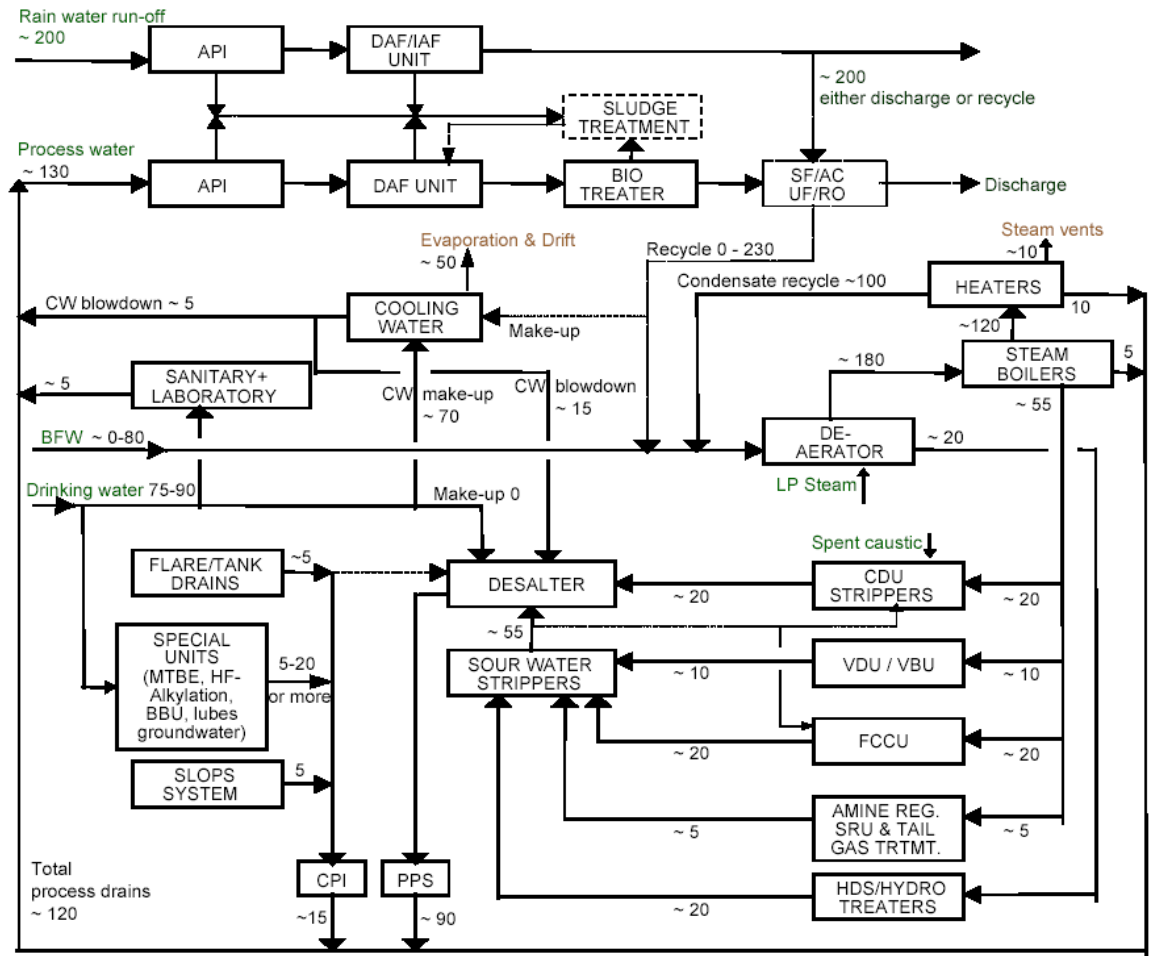 Rain water run-off
~ 200
API
DAF/IAF
UNIT
~ 200
either discharge or recycle
SLUDGE
TREATMENT
Process water
~ 130
API
DAF UNIT
BIO
TREATER
SF/AC
UF/RO
Discharge
Evaporation & Drift
~ 50
Recycle 0 - 230
Steam vents
~10
Condensate recycle ~100
HEATERS
10
CW blowdown ~ 5
COOLING
WATER
Make-up
~120
STEAM
BOILERS
5
~ 180
~ 55
SANITARY+
LABORATORY
~ 5
CW make-up
~ 70
CW blowdown
~ 15
BFW ~ 0-80
DE-
AERATOR
~ 20
LP Steam
Drinking water 75-90
Make-up 0
Spent caustic
FLARE/TANK
DRAINS
~5
DESALTER
~ 20
CDU
STRIPPERS
~ 20
~ 55
SPECIAL
UNITS
(MTBE, HF-
Alkylation,
BBU, lubes
groundwater)
5-20
or more
SOUR WATER
STRIPPERS
~ 10
VDU / VBU
~ 10
~ 20
FCCU
~ 20
SLOPS
SYSTEM
5
~ 5
AMINE REG.
SRU & TAIL
GAS TRTMT.
~ 5
Total
process drains
~ 120
CPI
PPS
~15
~ 90
~ 20
HDS/HYDRO
TREATERS